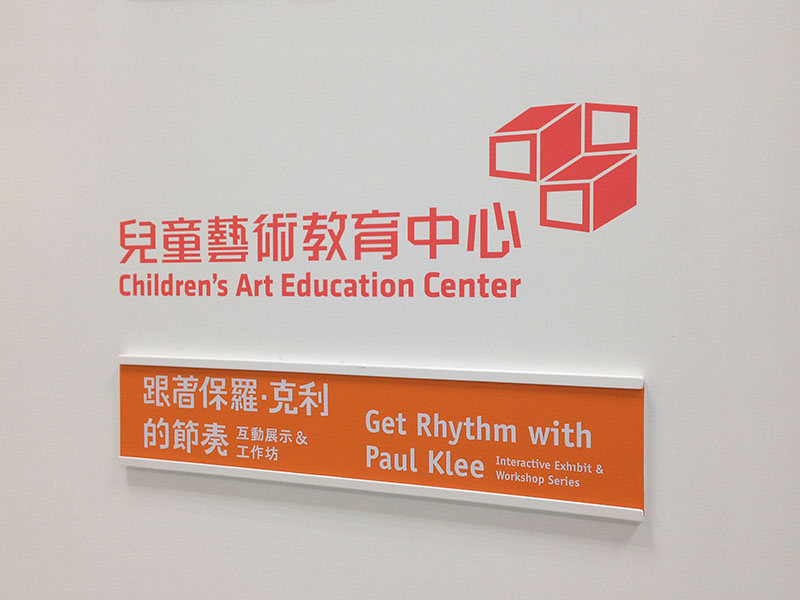 兒童藝術教育中心
Children's Art Education Center
跟著保羅·克利
的節奏 互動展示&
工作坊
Get Rhythm with
Paul Klee Interactive Exhibit &
Workshop Series